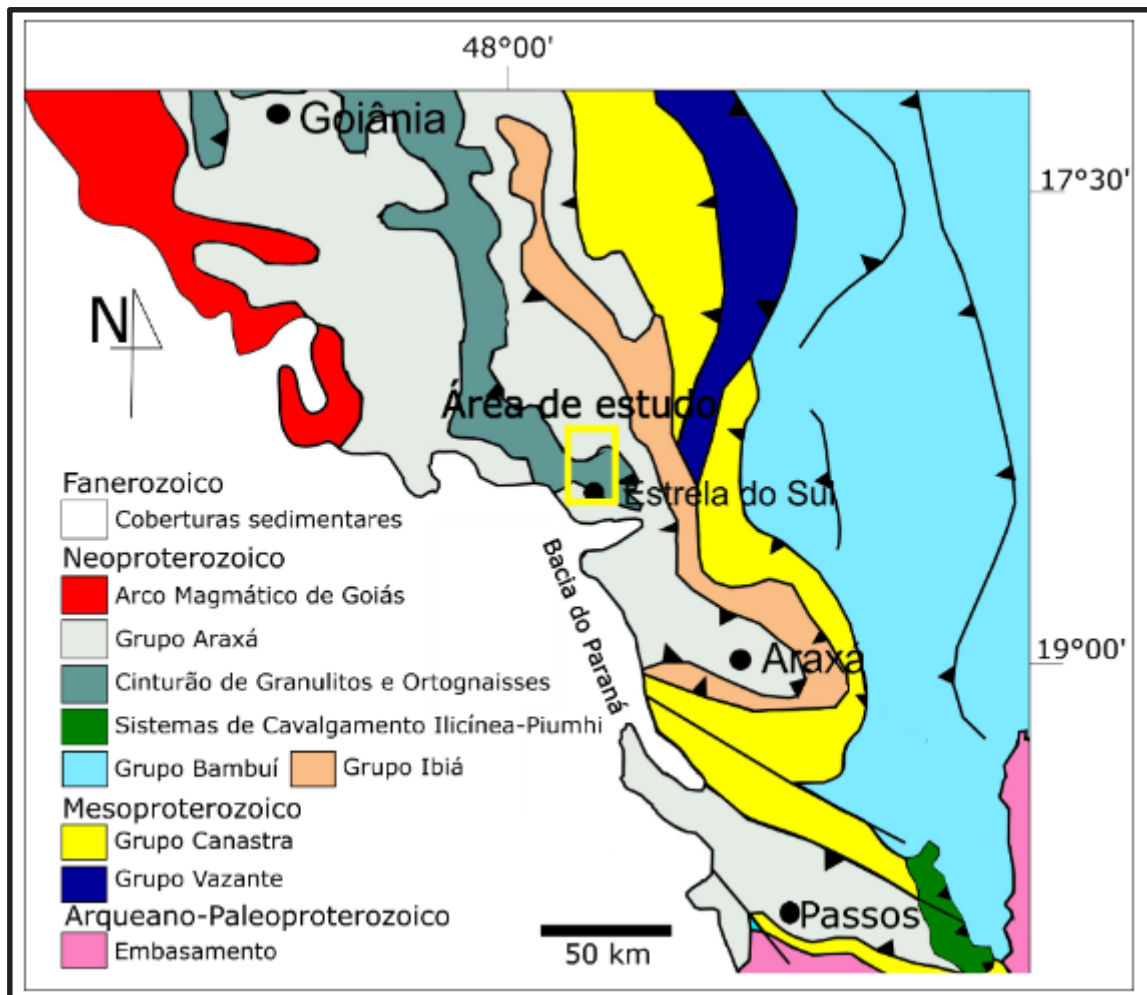 48°00'
Goiânia
17°30'
N
Área de estudo
Estrela do Sul
Fanerozoico
Coberturas sedimentares
Neoproterozoico
Arco Magmático de Goiás
Grupo Araxá
Cinturão de Granulitos e Ortognaisses
Sistemas de Cavalgamento Ilicínea-Piumhi
Grupo Bambuí
Grupo Ibiá
Mesoproterozoico
Grupo Canastra
Grupo Vazante
Arqueano-Paleoproterozoico
Embasamento
Bacia do Paraná
Araxá
19°00'
Passos
50 km